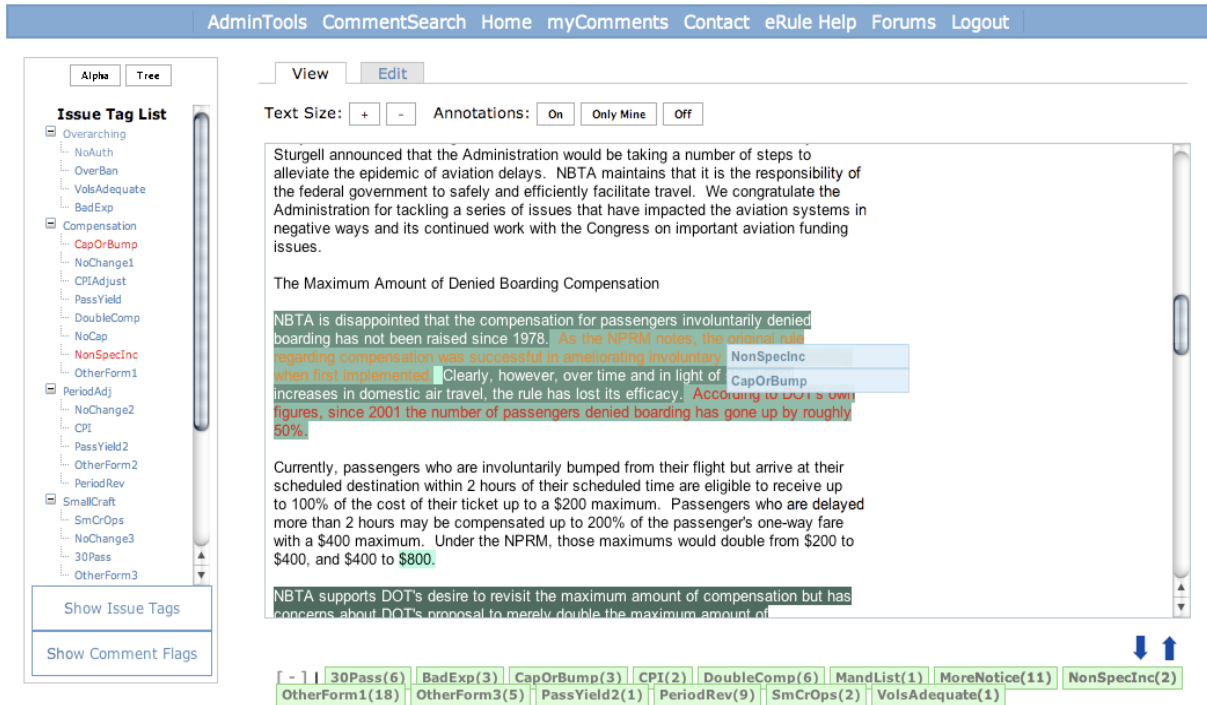 AdminTools CommentSearch Home myComments Contact eRule Help Forums Logout
Alpha Tree
Issue Tag List
Overarching
NoAuth
OverBan
VolsAdequate
BadExp
Compensation
CapOrBump
NoChange1
CPIAdjust
PassYield
DoubleComp
NoCap
NonSpecInc
OtherForm1
PeriodAdj
NoChange2
CPI
PassYield2
OtherForm2
PeriodRev
SmallCraft
SmCrOps
NoChange3
30Pass
OtherForm3
Show Issue Tags
Show Comment Flags
View Edit
Text Size: + - Annotations: On Only Mine Off
Sturgell announced that the Administration would be taking a number of steps to
alleviate the epidemic of aviation delays. NBTA maintains that it is the responsibility of
the federal government to safely and efficiently facilitate travel. We congratulate the
Administration for tackling a series of issues that have impacted the aviation systems in
negative ways and its continued work with the Congress on important aviation funding
issues.
The Maximum Amount of Denied Boarding Compensation
NBTA is disappointed that the compensation for passengers involuntarily denied
boarding has not been raised since 1978. As the NPRM notes, the original rule
regarding compensation was successful in ameliorating involuntary
when first implemented. Clearly, however, over time and in light of
increases in domestic air travel, the rule has lost its efficacy. According to DOT's own
figures, since 2001 the number of passengers denied boarding has gone up by roughly
50%.
NonSpecInc
CapOrBump
Currently, passengers who are involuntarily bumped from their flight but arrive at their
scheduled destination within 2 hours of their scheduled time are eligible to receive up
to 100% of the cost of their ticket up to a $200 maximum. Passengers who are delayed
more than 2 hours may be compensated up to 200% of the passenger's one-way fare
with a $400 maximum. Under the NPRM, those maximums would double from $200 to
$400, and $400 to $800.
NBTA supports DOT's desire to revisit the maximum amount of compensation but has
concerns about DOT's proposal to merely double the maximum amount of
[ - ] | 30Pass(6) BadExp(3) CapOrBump(3) CPI(2) DoubleComp(6) MandList(1) MoreNotice(11) NonSpecInc(2)
OtherForm1(18) OtherForm3(5) PassYield2(1) PeriodRev(9) SmCrOps(2) VolsAdequate(1)